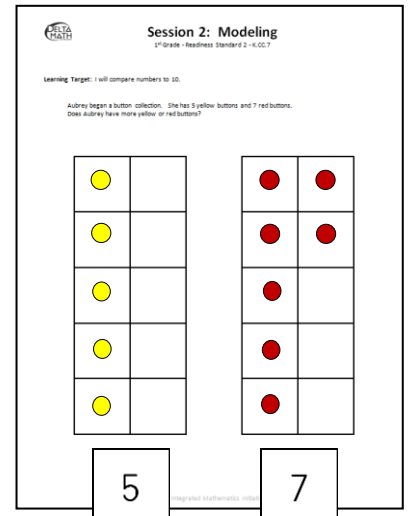 DELTA
MATH
Session 2: Modeling
1st Grade - Readiness Standard 2 - K.CC.7
Learning Target: I will compare numbers to 10.
Aubrey began a button collection. She has 5 yellow buttons and 7 red buttons.
Does Aubrey have more yellow or red buttons?
5
7
Integrated Mathematics